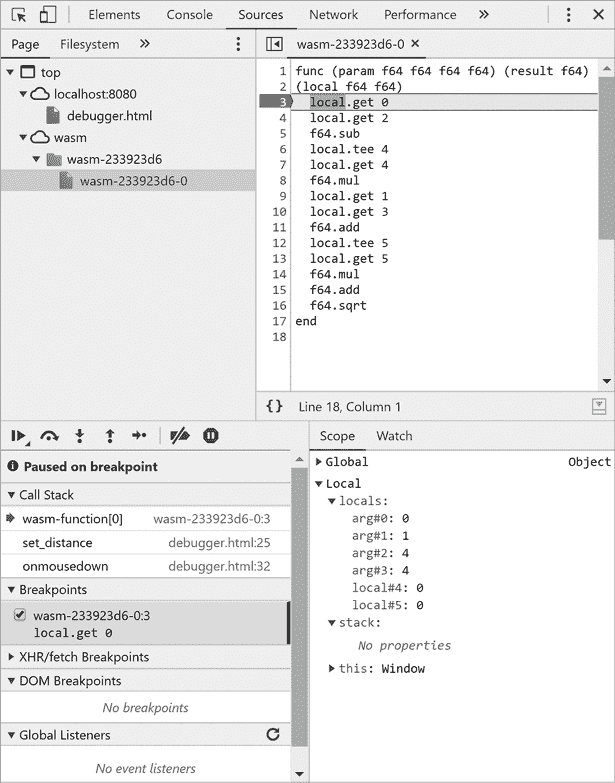 Elements Console Sources Network Performance »
Page Filesystem »
wasm-233923d6-0 ×
top
localhost:8080
debugger.html
wasm
wasm-233923d6
wasm-233923d6-0
1 func (param f64 f64 f64 f64) (result f64)
2 (local f64 f64)
3 local.get 0
4 local.get 2
5 f64.sub
6 local.tee 4
7 local.get 4
8 f64.mul
9 local.get 1
10 local.get 3
11 f64.add
12 local.tee 5
13 local.get 5
14 f64.mul
15 f64.add
16 f64.sqrt
17 end
18
{} Line 18, Column 1
Paused on breakpoint
Call Stack
wasm-function[0] wasm-233923d6-0:3
set_distance debugger.html:25
onmousedown debugger.html:32
Breakpoints
wasm-233923d6-0:3
local.get 0
XHR/fetch Breakpoints
DOM Breakpoints
No breakpoints
Global Listeners
No event listeners
Scope Watch
Global Object
Local
locals:
arg#0: 0
arg#1: 1
arg#2: 4
arg#3: 4
local#4: 0
local#5: 0
stack:
No properties
this: Window